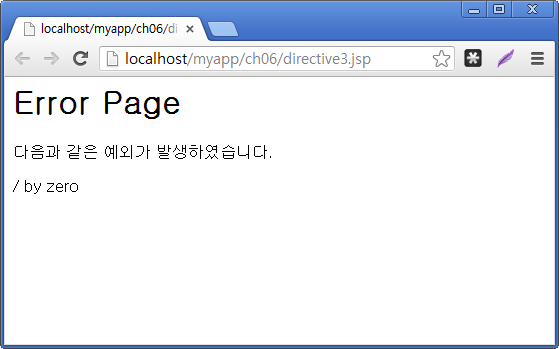 localhost/myapp/ch06/di
localhost/myapp/ch06/directive3.jsp
Error Page
다음과 같은 예외가 발생하였습니다.
/ by zero